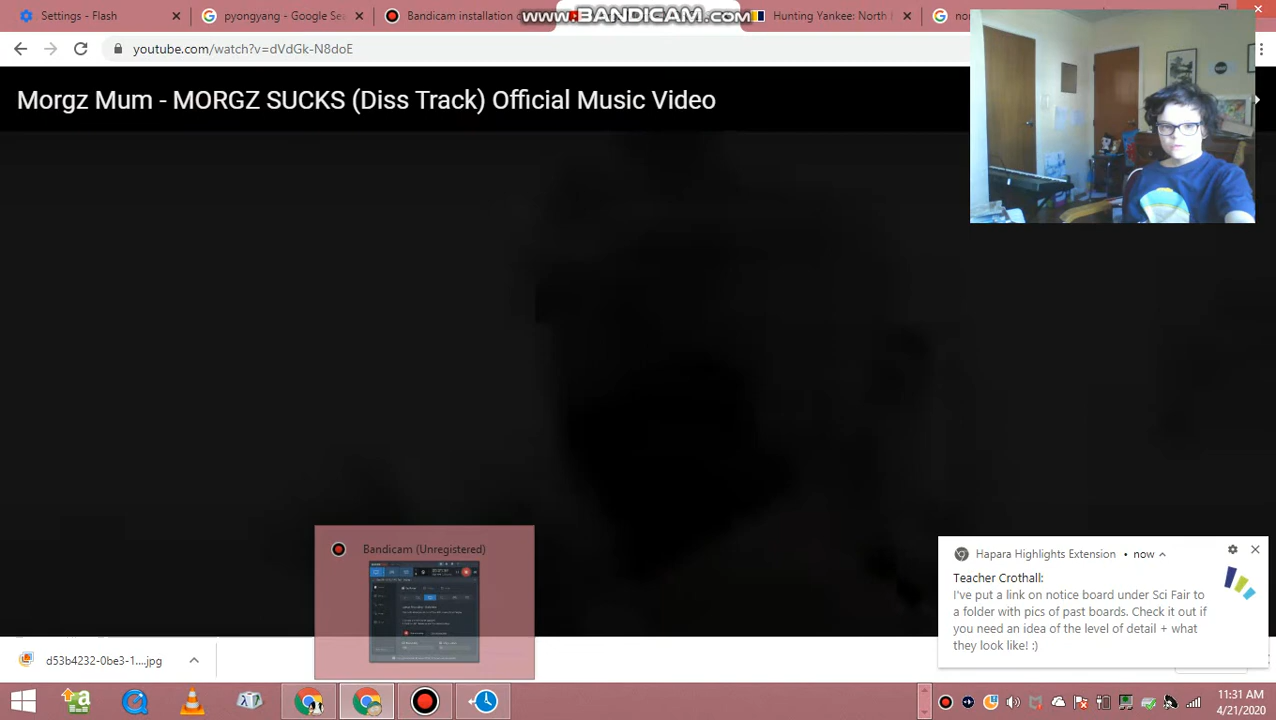 Settings - Flash
pyongyang - Google Se
Bandicam installation
www.BANDICAM.com
Hunting Yankee: North
nor
youtube.com/watch?v=dVdGk-N8doE
Morgz Mum - MORGZ SUCKS (Diss Track) Official Music Video
Bandicam (Unregistered)
Hapara Highlights Extension • now
Teacher Crothall:
I've put a link on notice board under Sci Fair to
a folder with pics of past boards. Check it out if
you need an idea of the level of detail + what
they look like! :)
d53b4232-0be3-1....jpg
11:31 AM
4/21/2020